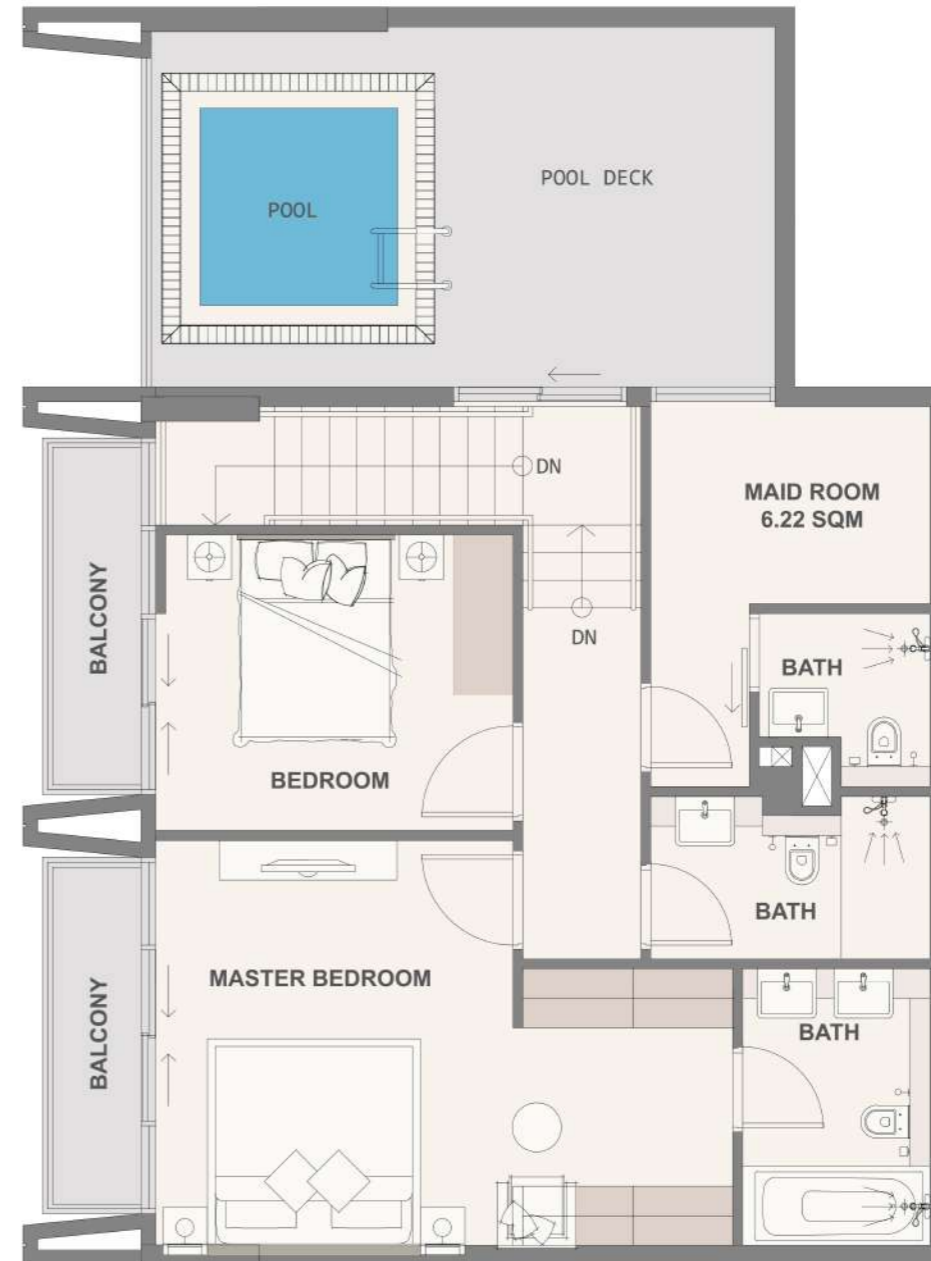 POOL
POOL DECK
DN
MAID ROOM
6.22 SQM
BALCONY
DN
BATH
BEDROOM
BATH
MASTER BEDROOM
BALCONY
BATH